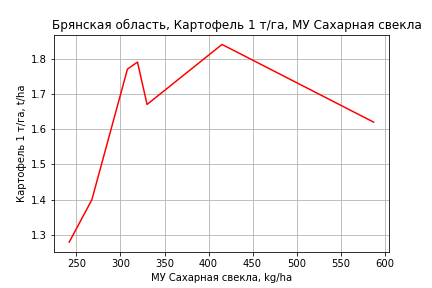 Брянская область, Картофель 1 т/га, МУ Сахарная свекла
1.8
1.7
1.6
1.5
1.4
1.3
Картофель 1 т/га, t/ha
250 300 350 400 450 500 550 600
МУ Сахарная свекла, kg/ha